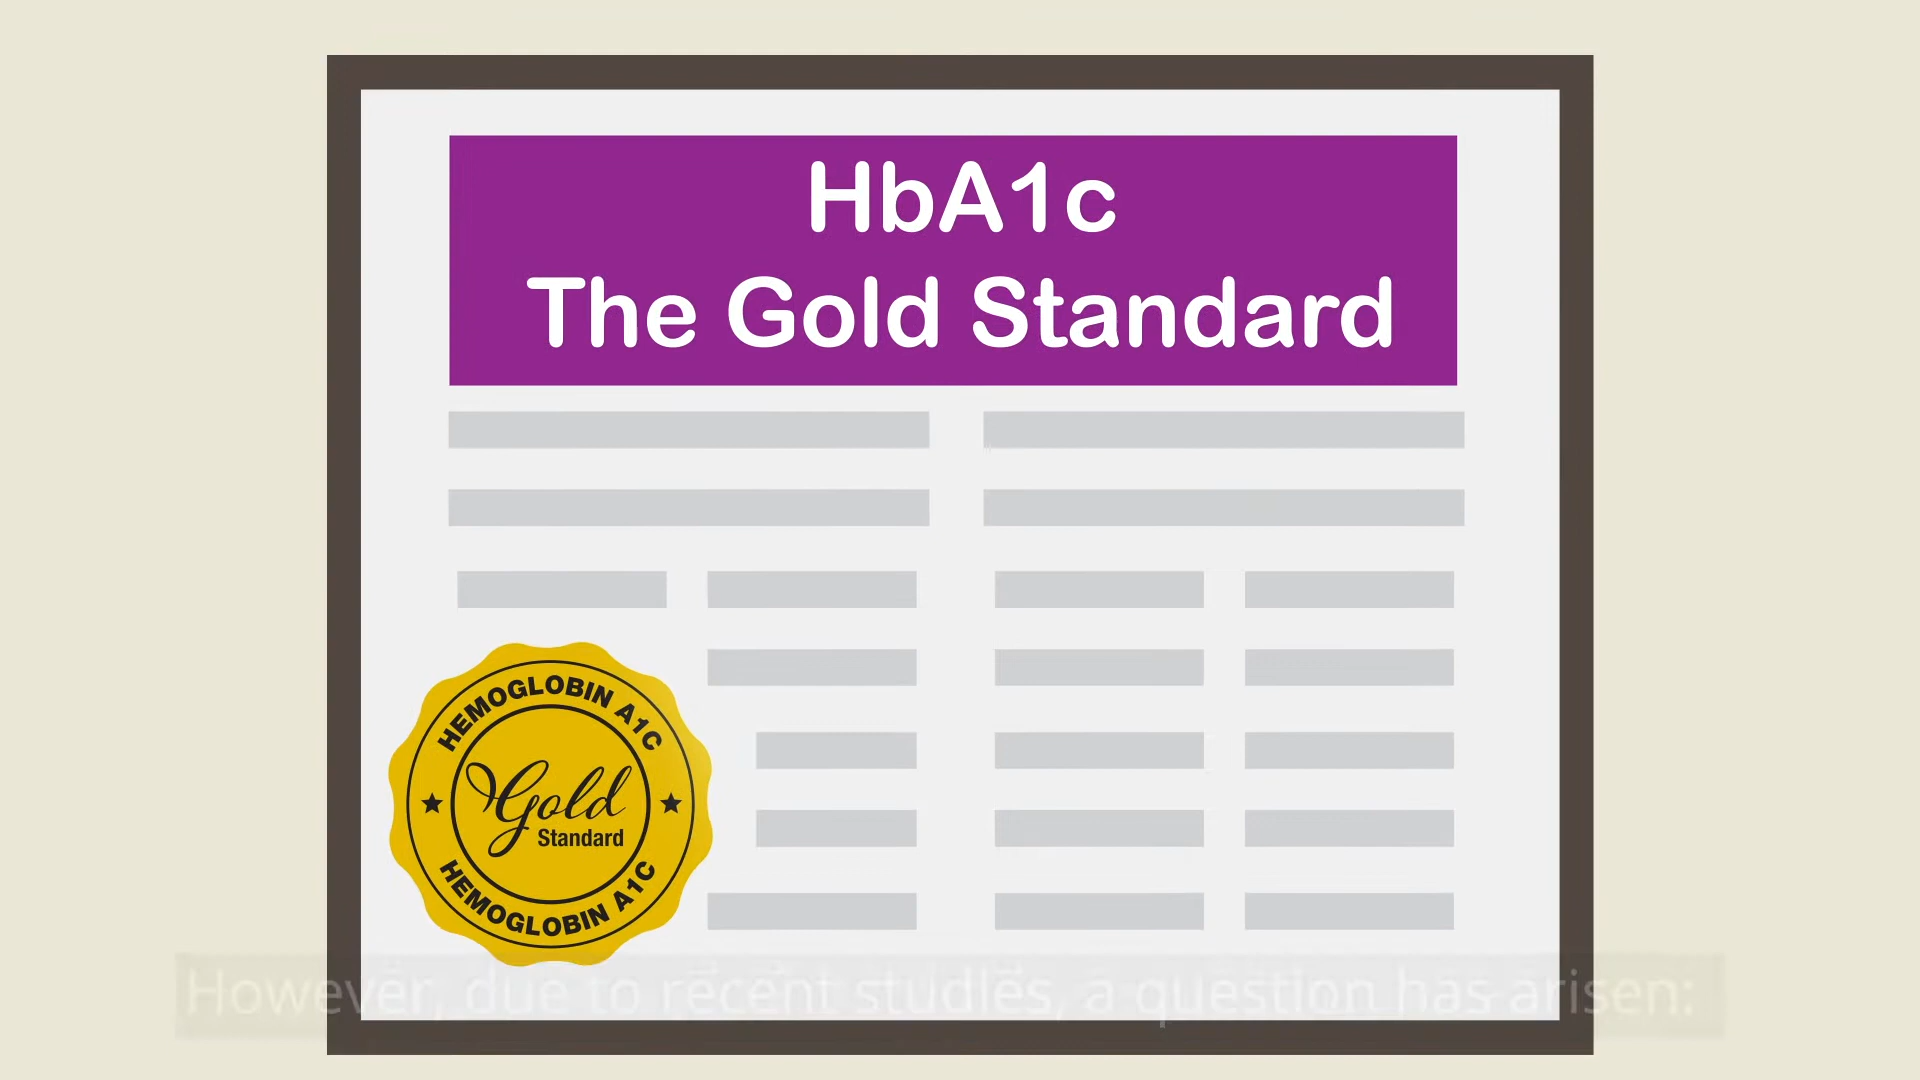 HbA1c
The Gold Standard
HEMOGLOBIN A1C
Gold
Standard
HEMOGLOBIN A1C
However, due to recent studies, a question has arisen: